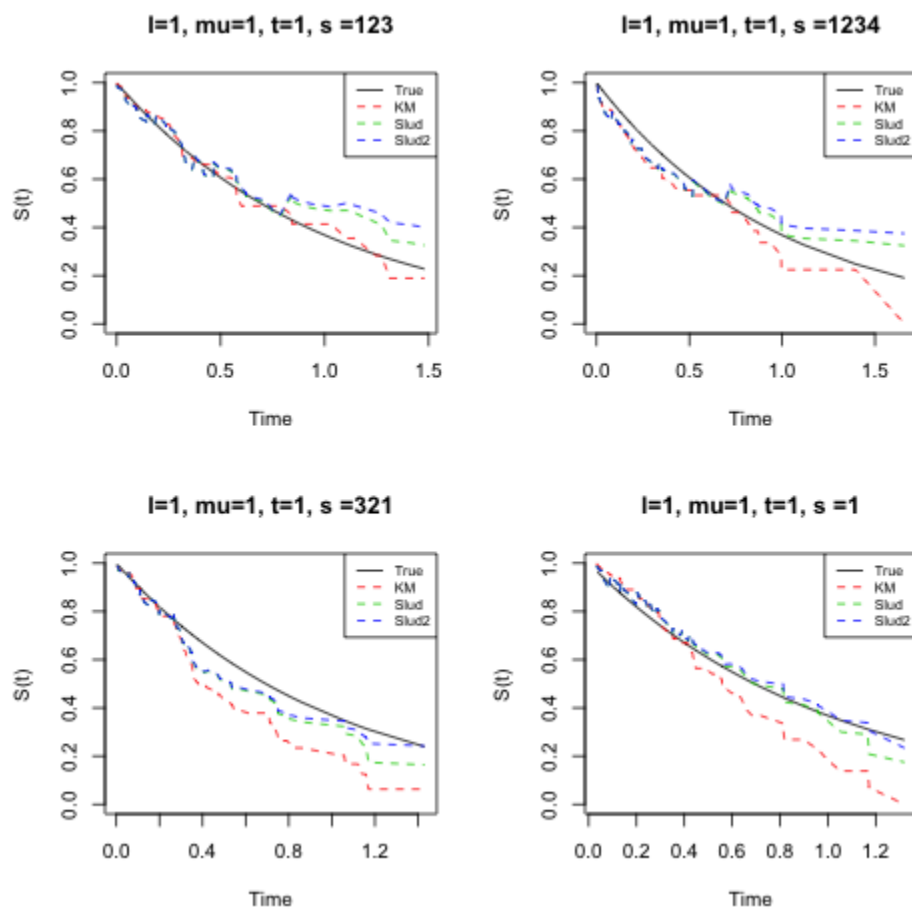 l=1, mu=1, t=1, s =123
S(t)
0.0 0.2 0.4 0.6 0.8 1.0
True
KM
Slud
Slud2
0.0 0.5 1.0 1.5
Time
l=1, mu=1, t=1, s =1234
S(t)
0.0 0.2 0.4 0.6 0.8 1.0
True
KM
Slud
Slud2
0.0 0.5 1.0 1.5
Time
l=1, mu=1, t=1, s =321
S(t)
0.0 0.2 0.4 0.6 0.8 1.0
True
KM
Slud
Slud2
0.0 0.4 0.8 1.2
Time
l=1, mu=1, t=1, s =1
S(t)
0.0 0.2 0.4 0.6 0.8 1.0
True
KM
Slud
Slud2
0.0 0.2 0.4 0.6 0.8 1.0 1.2
Time